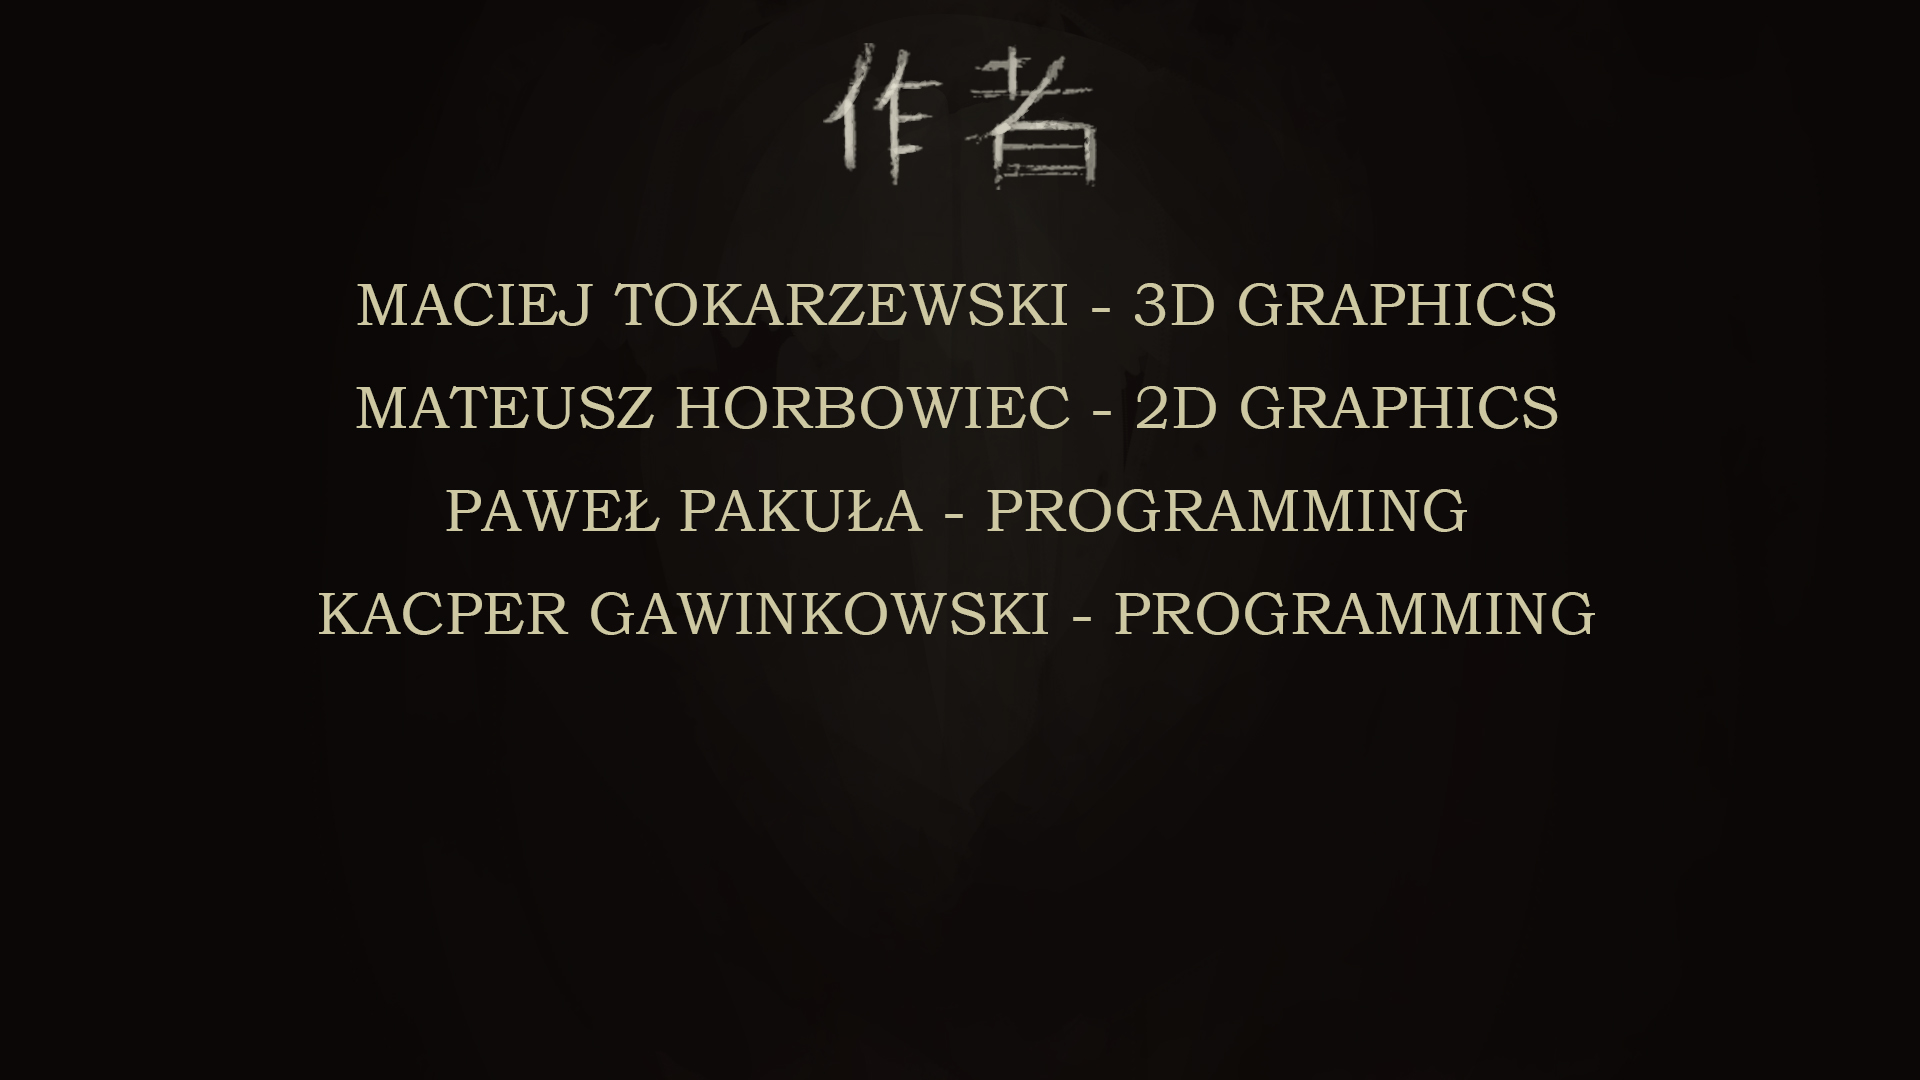 作者
MACIEJ TOKARZEWSKI - 3D GRAPHICS
MATEUSZ HORBOWIEC - 2D GRAPHICS
PAWEŁ PAKUŁA - PROGRAMMING
KACPER GAWINKOWSKI - PROGRAMMING